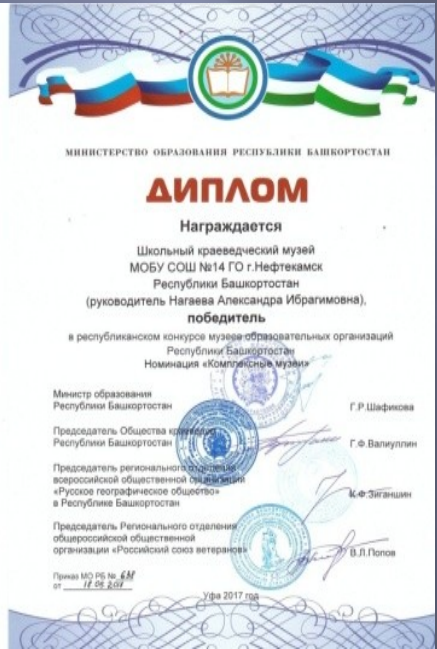 МИНИСТЕРСТВО ОБРАЗОВАНИЯ РЕСПУБЛИКИ БАШКОРТОСТАН
ДИПЛОМ
Награждается
Школьный краеведческий музей
МОБУ СОШ №14 ГО г.Нефтекамск
Республики Башкортостан
(руководитель Нагаева Александра Ибрагимовна),
победитель
в республиканском конкурсе музеев образовательных организаций
Республики Башкортостан
Номинация «Комплексные музеи»
Министр образования
Республики Башкортостан
Г.Р.Шафикова
Председатель Общества краеведов
Республики Башкортостан
Г.Ф.Валиуллин
Председатель регионального отделения
всероссийской общественной организации
«Русское географическое общество»
в Республике Башкортостан
К.Ф.Зиганшин
Председатель Регионального отделения
общероссийской общественной
организации «Российский союз ветеранов»
В.Л.Попов
Приказ МО РБ №
от
Уфа 2017 год